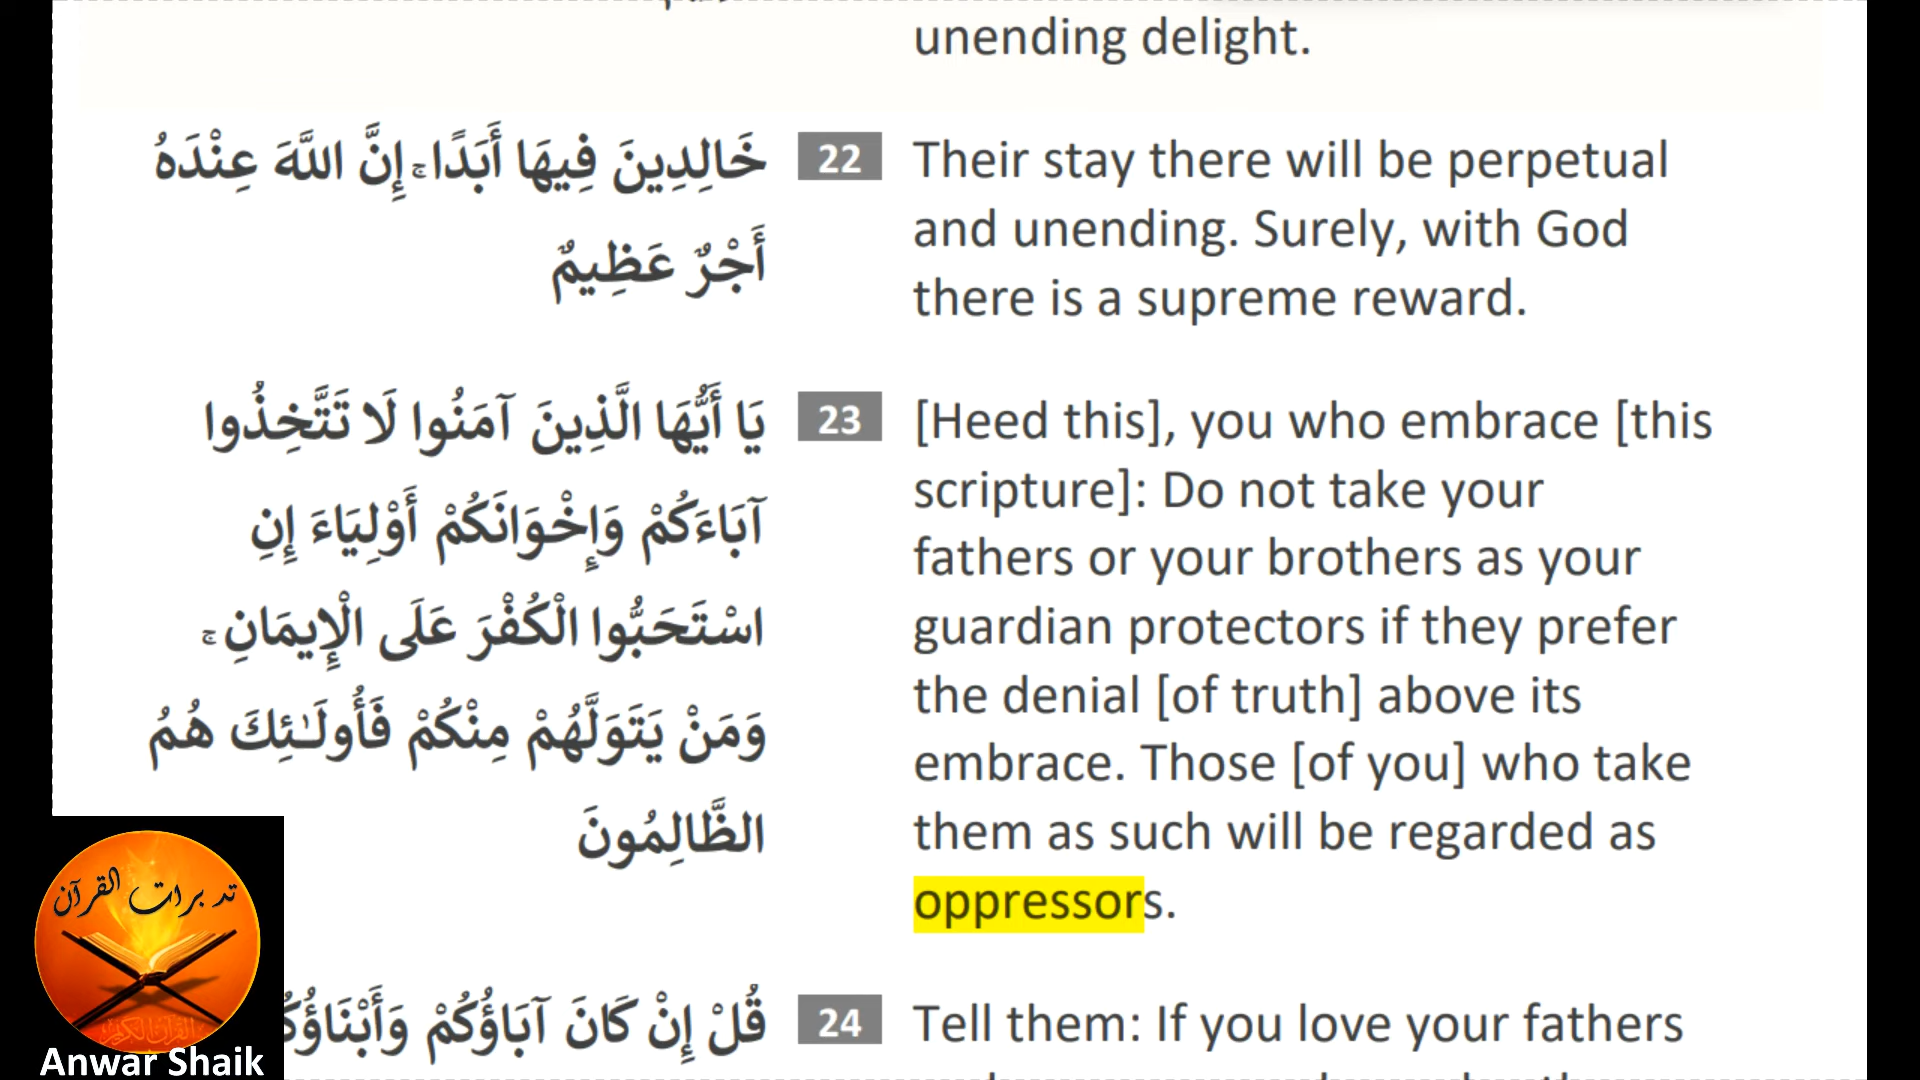 unending delight.
خَالِدِينَ فِيهَا أَبَدًا ۚ إِنَّ اللَّهَ عِنْدَهُ
أَجْرٌ عَظِيمٌ
22
Their stay there will be perpetual
and unending. Surely, with God
there is a supreme reward.
يَا أَيُّهَا الَّذِينَ آمَنُوا لَا تَتَّخِذُوا
آبَاءَكُمْ وَإِخْوَانَكُمْ أَوْلِيَاءَ إِنِ
اسْتَحَبُّوا الْكُفْرَ عَلَى الْإِيمَانِ ۚ
وَمَنْ يَتَوَلَّهُمْ مِنْكُمْ فَأُولَـٰئِكَ هُمُ
الظَّالِمُونَ
23
[Heed this], you who embrace [this
scripture]: Do not take your
fathers or your brothers as your
guardian protectors if they prefer
the denial [of truth] above its
embrace. Those [of you] who take
them as such will be regarded as
oppressors.
قُلْ إِنْ كَانَ آبَاؤُكُمْ
24
Tell them: If you love your fathers
تدبرات القرآن
Anwar Shaik